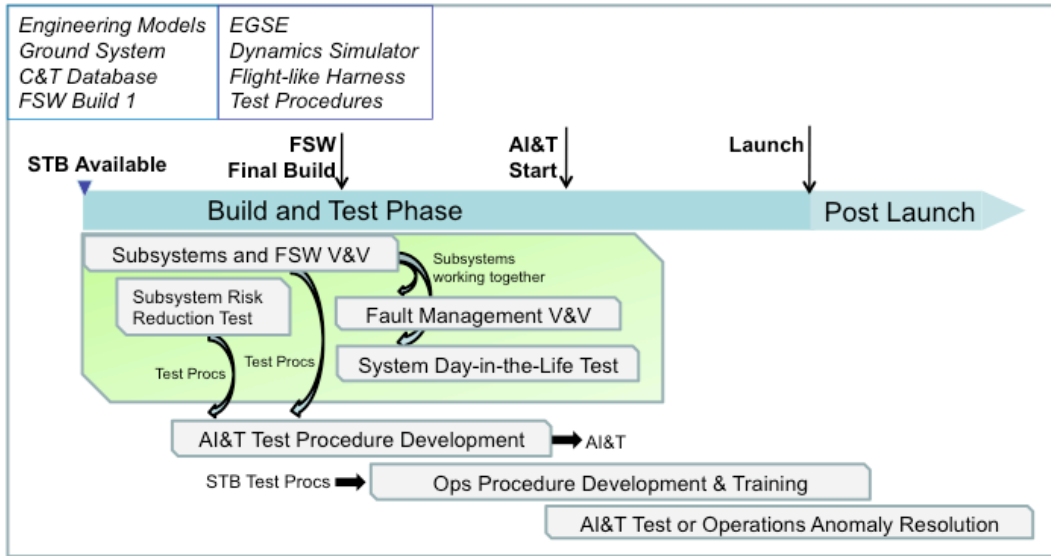 Engineering Models
Ground System
C&T Database
FSW Build 1
EGSE
Dynamics Simulator
Flight-like Harness
Test Procedures
STB Available
FSW
Final Build
AI&T
Start
Launch
Build and Test Phase
Post Launch
Subsystems and FSW V&V
Subsystems
working together
Subsystem Risk
Reduction Test
Fault Management V&V
Test Procs
Test Procs
System Day-in-the-Life Test
AI&T Test Procedure Development
AI&T
STB Test Procs
Ops Procedure Development & Training
AI&T Test or Operations Anomaly Resolution